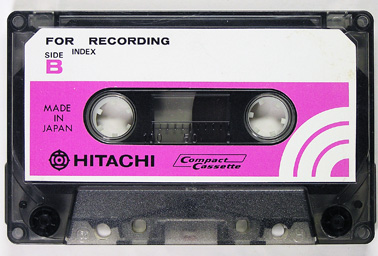 FOR RECORDING
SIDE INDEX
B
MADE
IN
JAPAN
HITACHI
Compact
Cassette